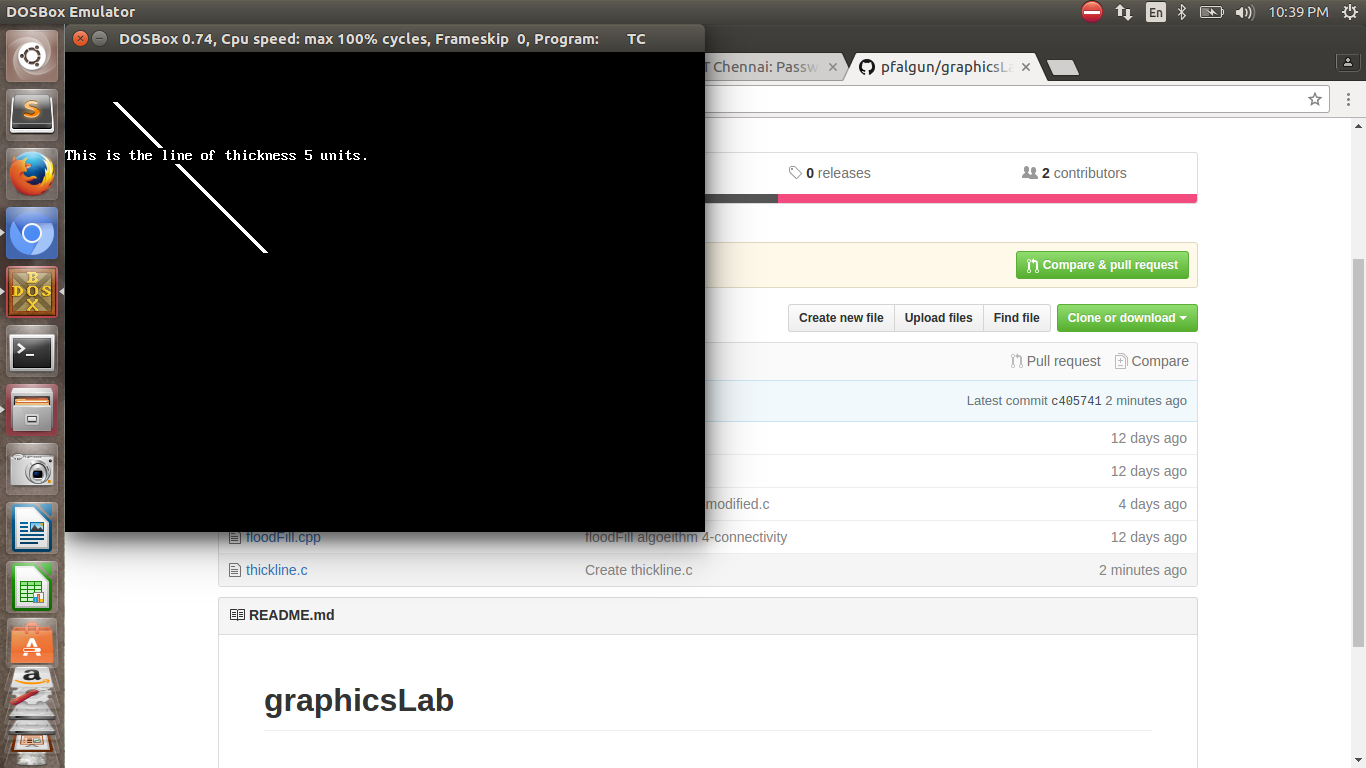 DOSBox Emulator
En
10:39 PM
DOSBox 0.74, Cpu speed: max 100% cycles, Frameskip 0, Program: TC
T Chennai: Passw
pfalgun/graphicsLa
This is the line of thickness 5 units.
0 releases
2 contributors
Compare & pull request
Create new file
Upload files
Find file
Clone or download
Pull request
Compare
Latest commit c405741 2 minutes ago
12 days ago
12 days ago
modified.c
4 days ago
floodFill.cpp
floodFill algoeithm 4-connectivity
12 days ago
thickline.c
Create thickline.c
2 minutes ago
README.md
graphicsLab